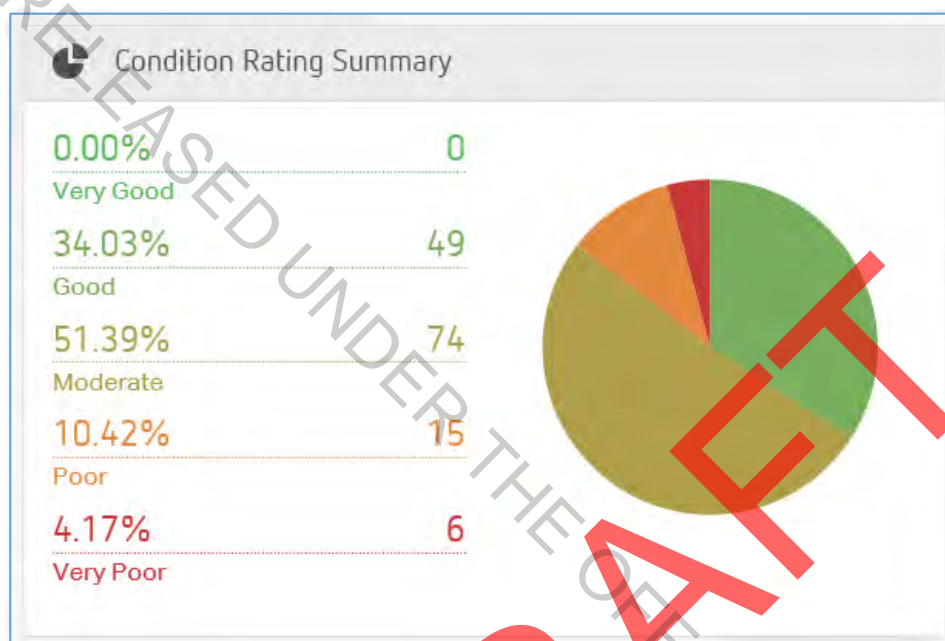 Condition Rating Summary
0.00% 0
Very Good
34.03% 49
Good
51.39% 74
Moderate
10.42% 15
Poor
4.17% 6
Very Poor
RELEASED UNDER THE